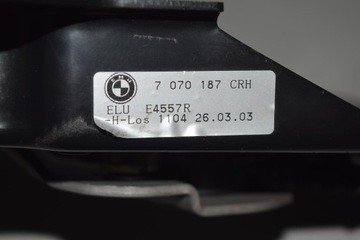 BMW
7 070 187 CRH
ELU E4557R
-H-Los 1104 26.03.03